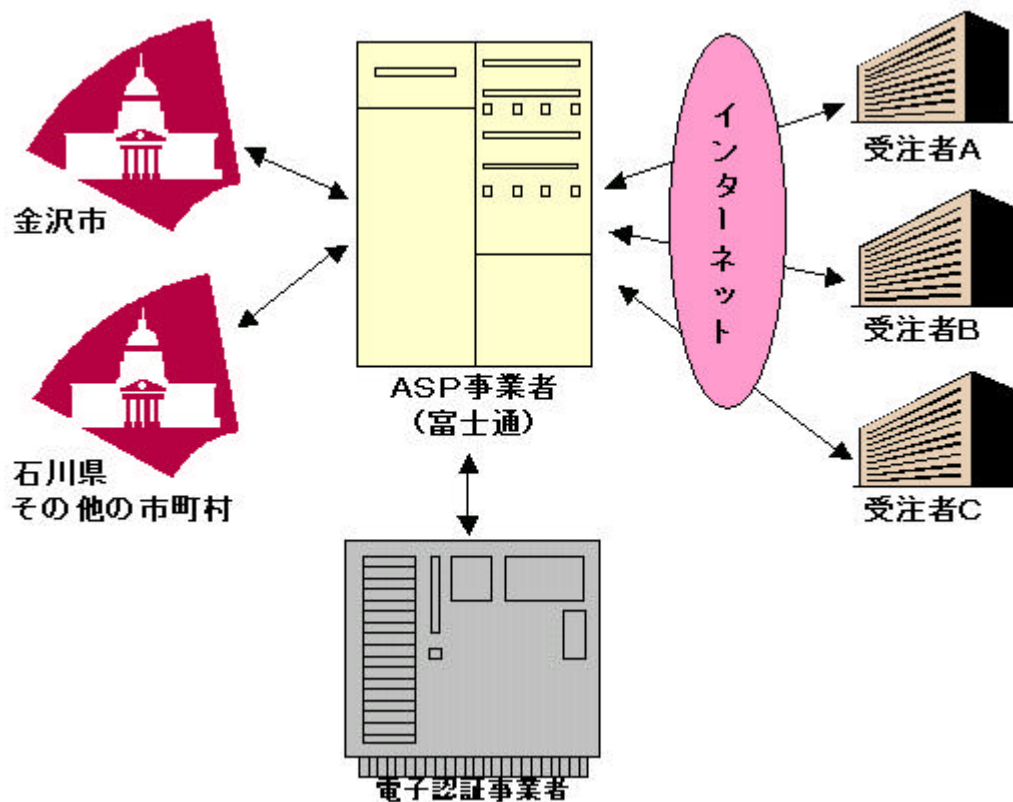 金沢市
石川県
その他の市町村
ASP事業者
(富士通)
インターネット
受注者A
受注者B
受注者C
電子認証事業者